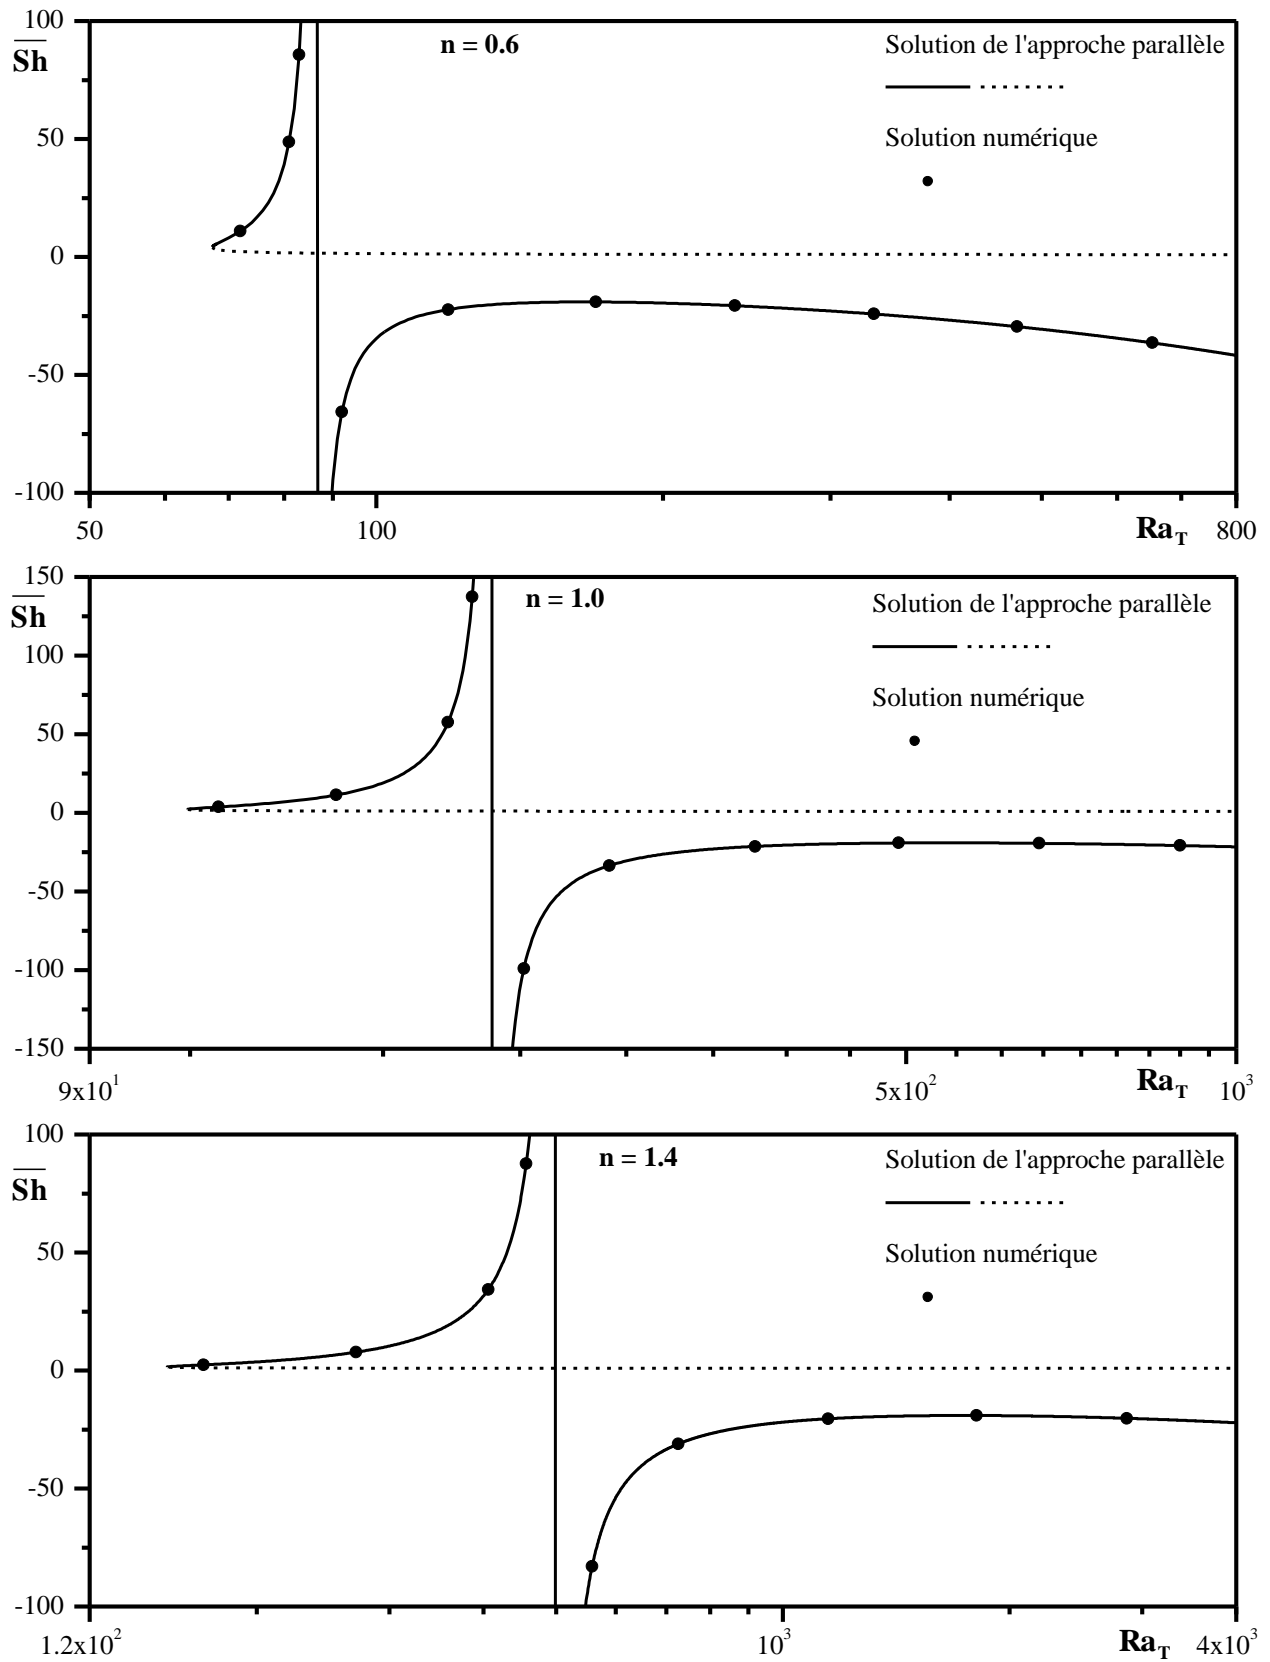 100
Sh
n = 0.6
Solution de l'approche parallèle
50
Solution numérique
0
-50
-100
50
100
Ra_T
800
150
Sh
n = 1.0
Solution de l'approche parallèle
100
Solution numérique
50
0
-50
-100
-150
9x10^1
5x10^2
Ra_T
10^3
100
Sh
n = 1.4
Solution de l'approche parallèle
50
Solution numérique
0
-50
-100
1.2x10^2
10^3
Ra_T
4x10^3